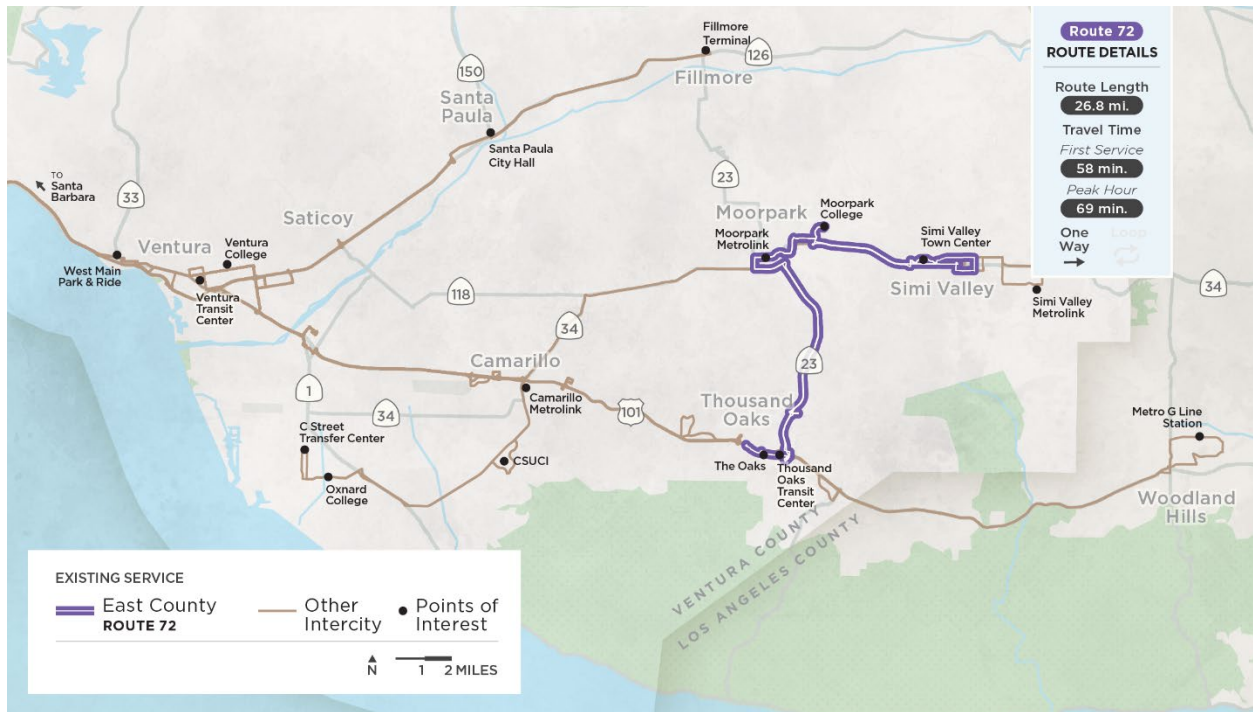 Fillmore
Terminal
126
Fillmore
150
Santa
Paula
Santa Paula
City Hall
TO
Santa
Barbara
33
Saticoy
Ventura
Ventura
College
West Main
Park & Ride
Ventura
Transit
Center
118
23
Moorpark
Moorpark
College
Moorpark
Metrolink
Simi Valley
Town Center
Simi Valley
Simi Valley
Metrolink
34
34
Camarillo
Camarillo
Metrolink
1
34
C Street
Transfer Center
Oxnard
College
CSUCI
101
23
Thousand
Oaks
The Oaks
Thousand
Oaks
Transit
Center
Metro G Line
Station
Woodland
Hills
VENTURA COUNTY
LOS ANGELES COUNTY
Route 72
ROUTE DETAILS
Route Length
26.8 mi.
Travel Time
First Service
58 min.
Peak Hour
69 min.
One
Way
Loop
EXISTING SERVICE
East County
ROUTE 72
Other
Intercity
Points of
Interest
N
1 2 MILES